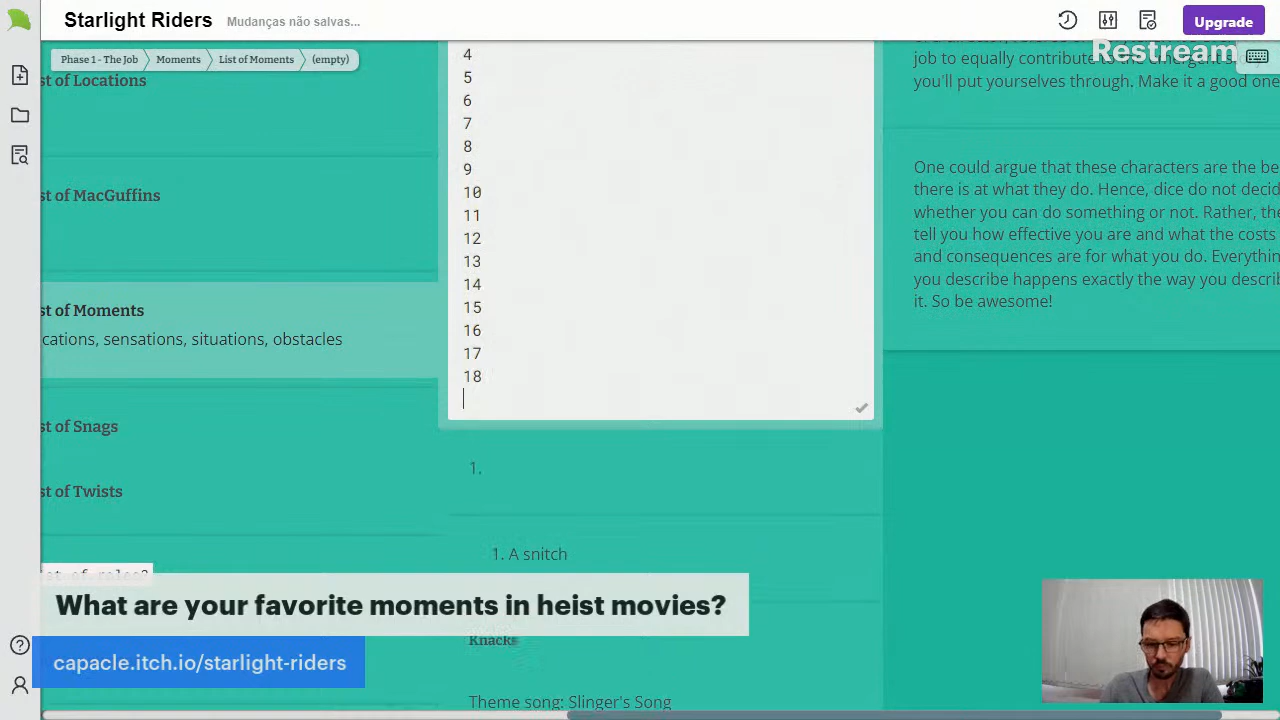 Starlight Riders
Mudanças não salvas...
Upgrade
Restream
Phase 1 - The Job
Moments
List of Moments
(empty)
st of Locations
st of MacGuffins
st of Moments
cations, sensations, situations, obstacles
st of Snags
st of Twists
st of roles?
4
5
6
7
8
9
10
11
12
13
14
15
16
17
18
1.
1. A snitch
Knacks
Theme song: Slinger's Song
job to equally contribute to the
you'll put yourselves through. Make it a good one
One could argue that these characters are the be
there is at what they do. Hence, dice do not decid
whether you can do something or not. Rather, the
tell you how effective you are and what the costs
and consequences are for what you do. Everythin
you describe happens exactly the way you describ
it. So be awesome!
What are your favorite moments in heist movies?
capacle.itch.io/starlight-riders